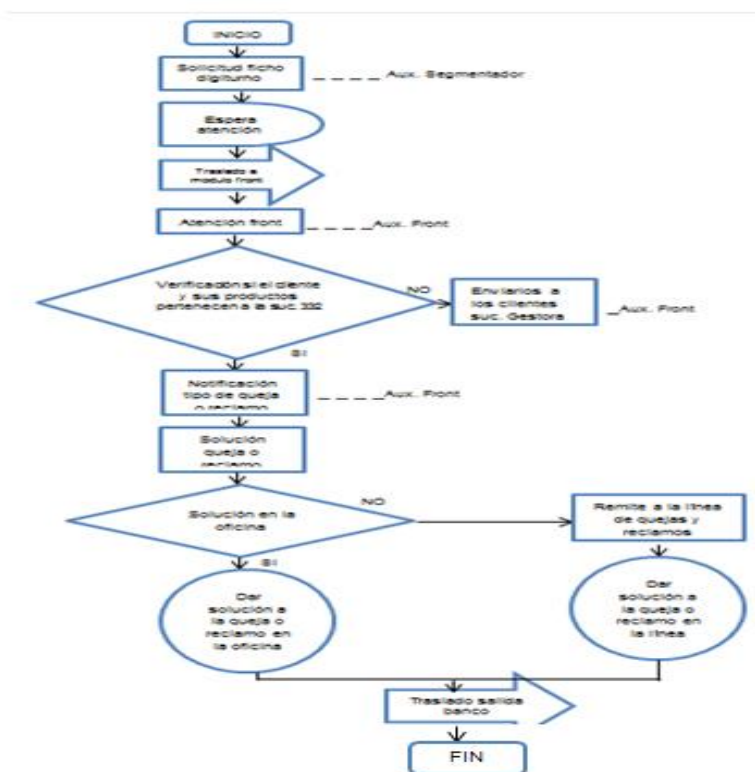 INICIO
Solicitud ficho
digiturno
Aux. Segmentador
Espera
atención
Traslado a
modulo front
Atención front
Aux. Front
Verificación si el cliente
y sus productos
pertenecen a la suc. 332
NO
Enviarlos a
los clientes
suc. Gestora
Aux. Front
SI
Notificación
tipo de queja
o reclamo
Aux. Front
Solución
queja o
reclamo
Solución en la
oficina
NO
Remite a la línea
de quejas y
reclamos
SI
Dar
solución a
la queja o
reclamo en
la oficina
Dar
solución a
la queja o
reclamo en
la línea
Traslado salida
banco
FIN